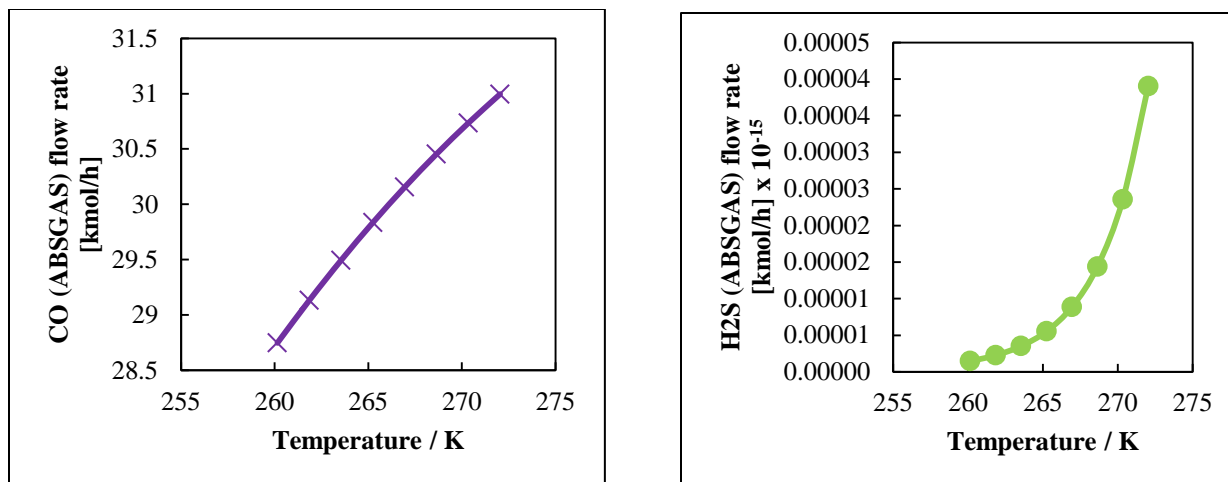 CO (ABSGAS) flow rate
[kmol/h]
31.5
31
30.5
30
29.5
29
28.5
255 260 265 270 275
Temperature / K
H2S (ABSGAS) flow rate
[kmol/h] x 10-15
0.00005
0.00004
0.00004
0.00003
0.00003
0.00002
0.00002
0.00001
0.00001
0.00000
255 260 265 270 275
Temperature / K